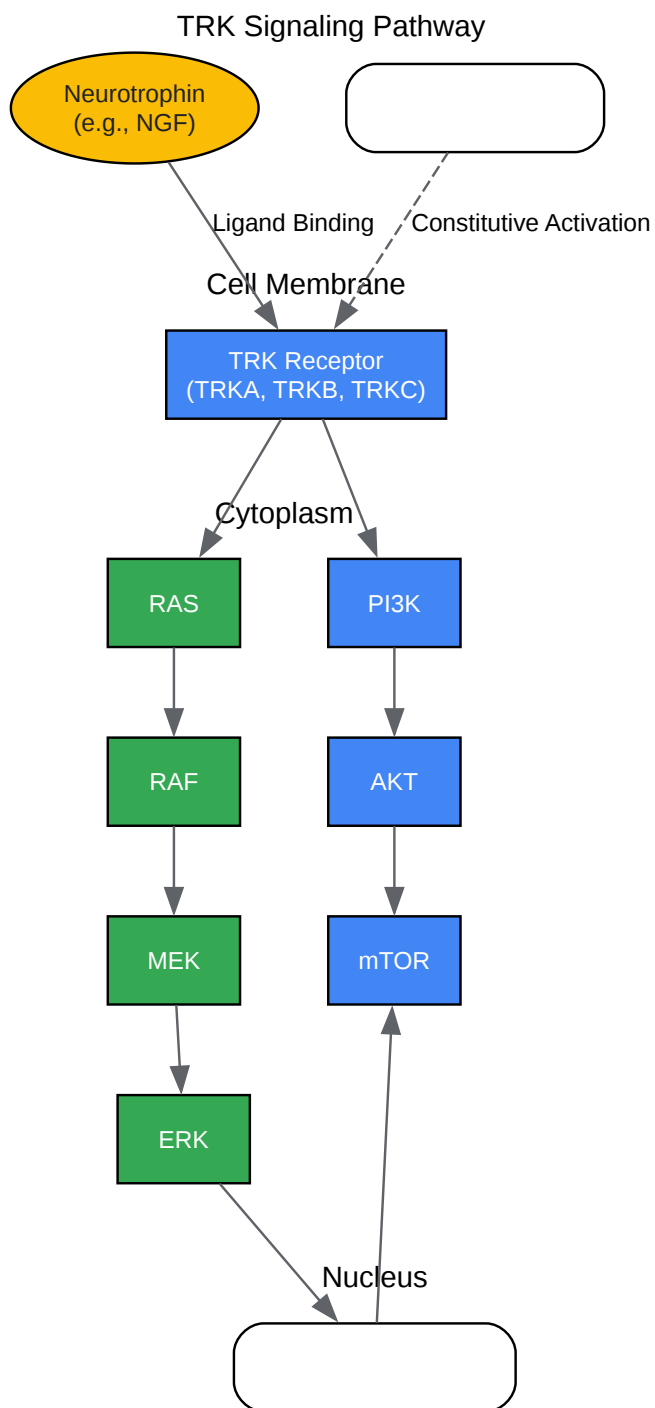 TRK Signaling Pathway
Neurotrophin
(e.g., NGF)
Ligand Binding
Constitutive Activation
Cell Membrane
TRK Receptor
(TRKA, TRKB, TRKC)
Cytoplasm
RAS
PI3K
RAF
AKT
MEK
mTOR
ERK
Nucleus